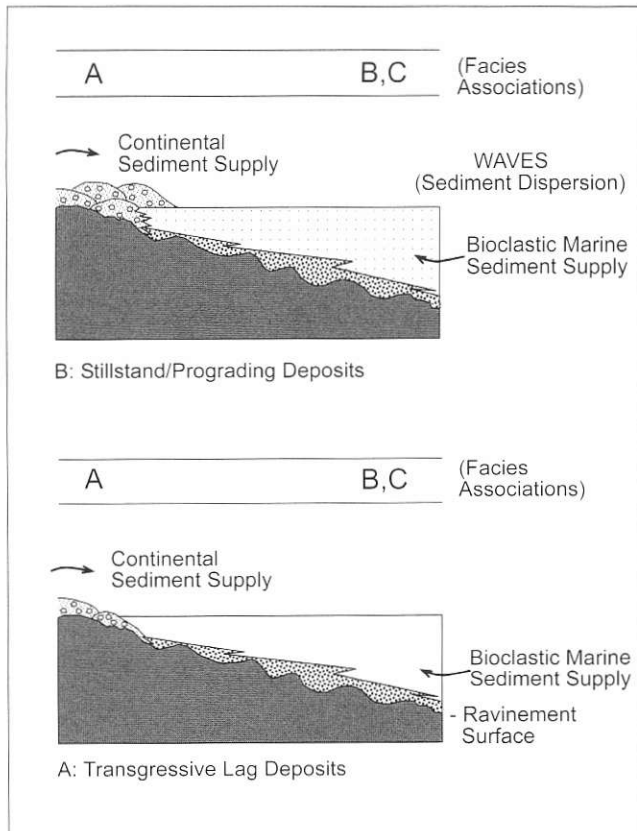 A
B,C
(Facies
Associations)
Continental
Sediment Supply
WAVES
(Sediment Dispersion)
Bioclastic Marine
Sediment Supply
B: Stillstand/Prograding Deposits
A
B,C
(Facies
Associations)
Continental
Sediment Supply
Bioclastic Marine
Sediment Supply
- Ravinement
Surface
A: Transgressive Lag Deposits